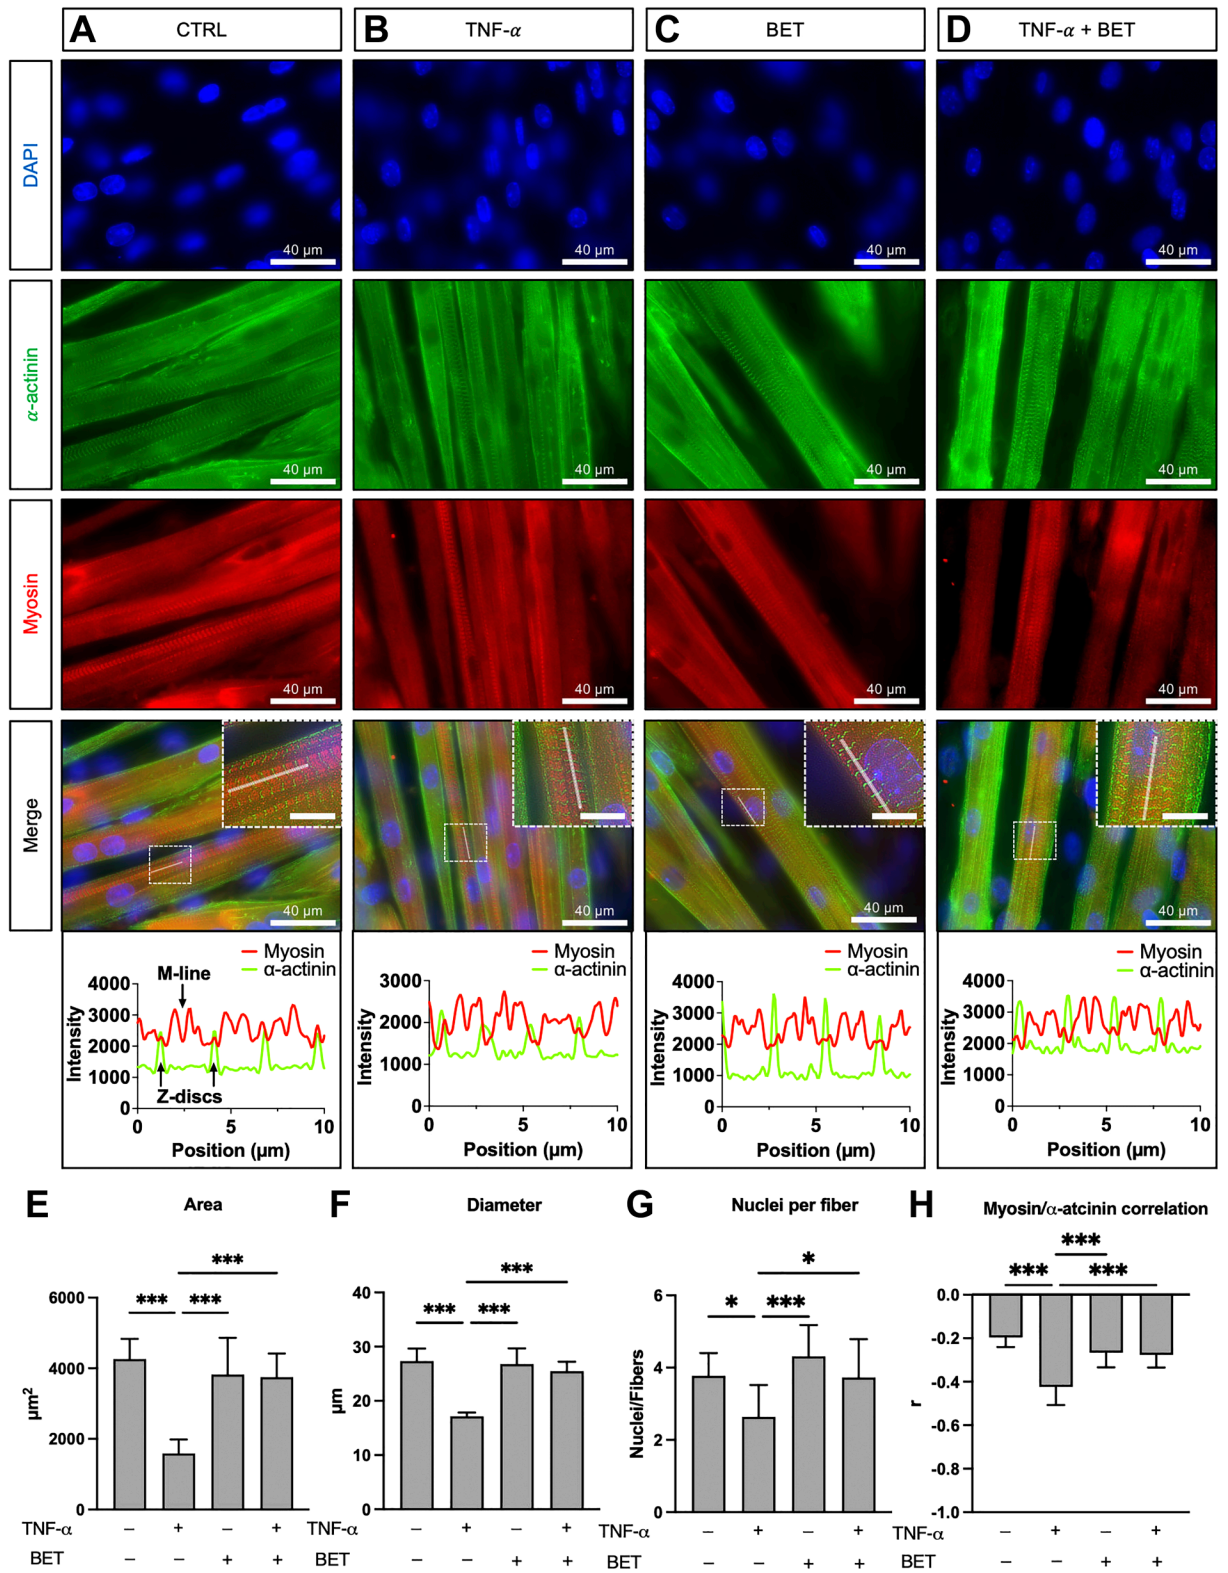 A CTRL
B TNF-α
C BET
D TNF-α + BET
DAPI
40 µm
40 µm
40 µm
40 µm
α-actinin
40 µm
40 µm
40 µm
40 µm
Myosin
40 µm
40 µm
40 µm
40 µm
Merge
40 µm
40 µm
40 µm
40 µm
Myosin
α-actinin
M-line
Z-discs
Intensity
4000
3000
2000
1000
0
0 5 10
Position (µm)
Myosin
α-actinin
Intensity
3000
2000
1000
0
0 5 10
Position (µm)
Myosin
α-actinin
Intensity
4000
3000
2000
1000
0
0 5 10
Position (µm)
Myosin
α-actinin
Intensity
4000
3000
2000
1000
0
0 5 10
Position (µm)
E Area
*** *** ***
µm²
6000
4000
2000
0
TNF-α – + – +
BET – – + +
F Diameter
*** *** ***
µm
40
30
20
10
0
TNF-α – + – +
BET – – + +
G Nuclei per fiber
* *** *
Nuclei/Fibers
6
4
2
0
TNF-α – + – +
BET – – + +
H Myosin/α-atcinin correlation
*** *** ***
r
0.0
-0.2
-0.4
-0.6
-0.8
-1.0
TNF-α – + – +
BET – – + +